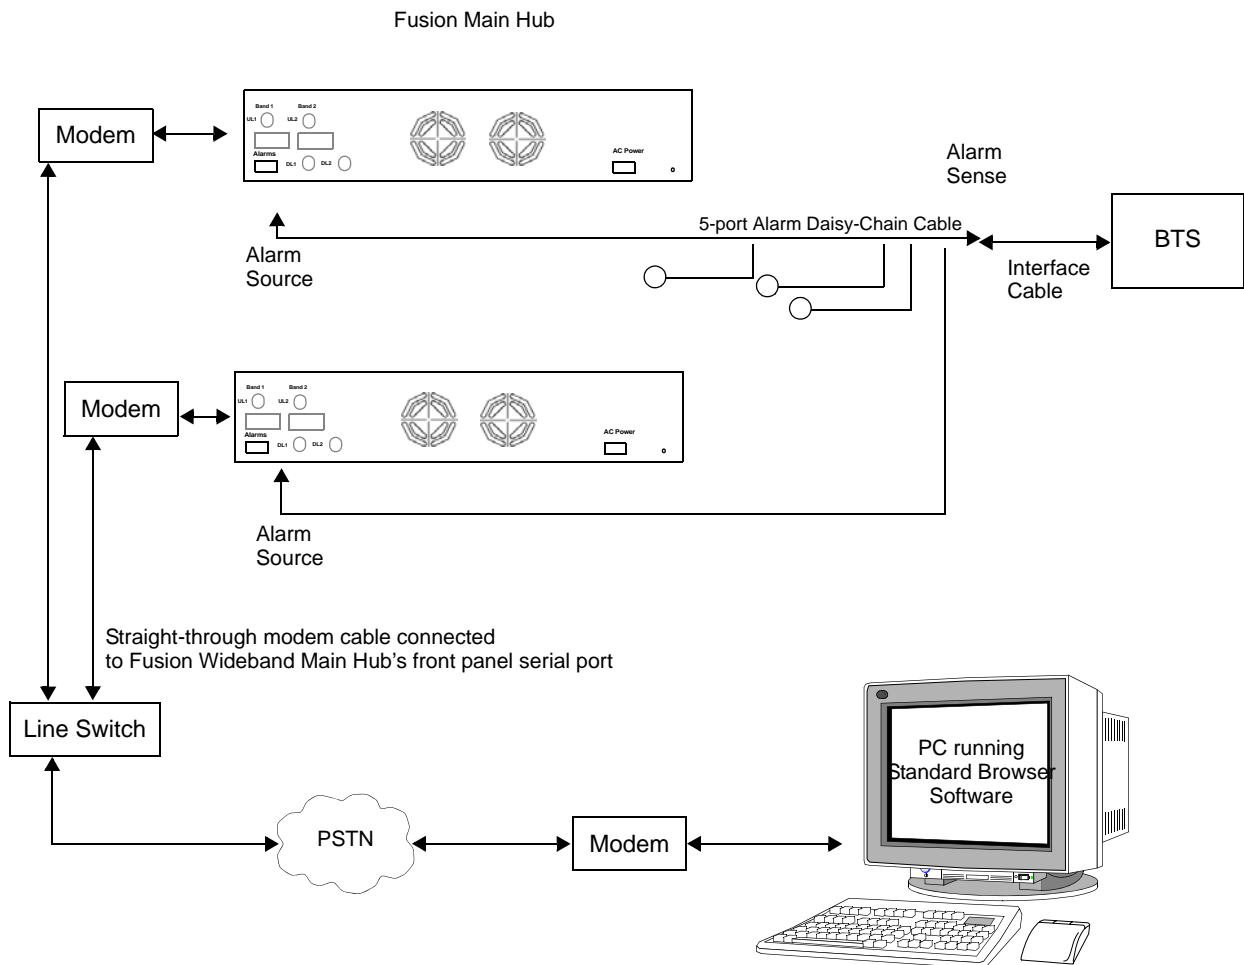 Fusion Main Hub
Modem
Band 1 Band 2
UL1 UL2
Alarms
DL1 DL2
AC Power
Alarm
Sense
5-port Alarm Daisy-Chain Cable
BTS
Alarm
Source
Interface
Cable
Modem
Band 1 Band 2
UL1 UL2
Alarms
DL1 DL2
AC Power
Alarm
Source
Straight-through modem cable connected
to Fusion Wideband Main Hub's front panel serial port
Line Switch
PC running
Standard Browser
Software
PSTN
Modem